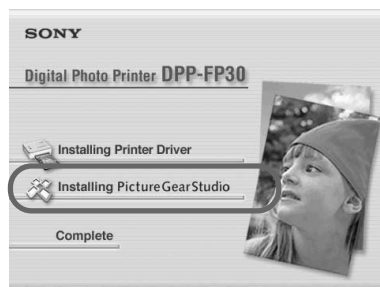 SONY
Digital Photo Printer DPP-FP30
Installing Printer Driver
Installing PictureGearStudio
Complete